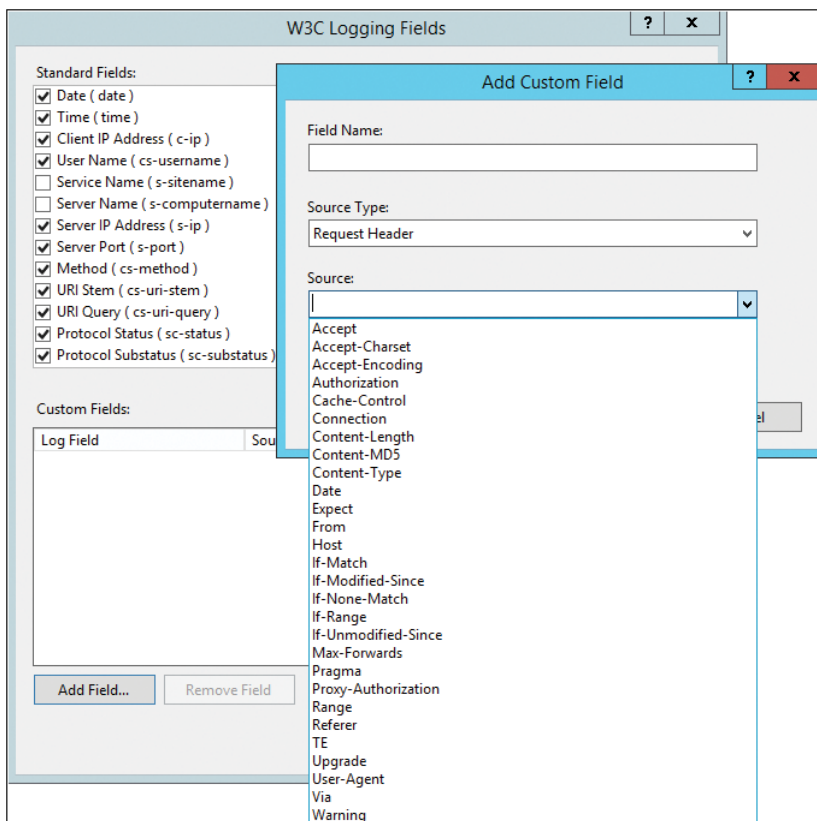 W3C Logging Fields
? x
Standard Fields:
Date ( date )
Time ( time )
Client IP Address ( c-ip )
User Name ( cs-username )
Service Name ( s-sitename )
Server Name ( s-computername )
Server IP Address ( s-ip )
Server Port ( s-port )
Method ( cs-method )
URI Stem ( cs-uri-stem )
URI Query ( cs-uri-query )
Protocol Status ( sc-status )
Protocol Substatus ( sc-substatus )
Custom Fields:
Log Field
Sou
Add Field...
Remove Field
Add Custom Field
? x
Field Name:
Source Type:
Request Header
Source:
Accept
Accept-Charset
Accept-Encoding
Authorization
Cache-Control
Connection
Content-Length
Content-MD5
Content-Type
Date
Expect
From
Host
If-Match
If-Modified-Since
If-None-Match
If-Range
If-Unmodified-Since
Max-Forwards
Pragma
Proxy-Authorization
Range
Referer
TE
Upgrade
User-Agent
Via
Warning
el